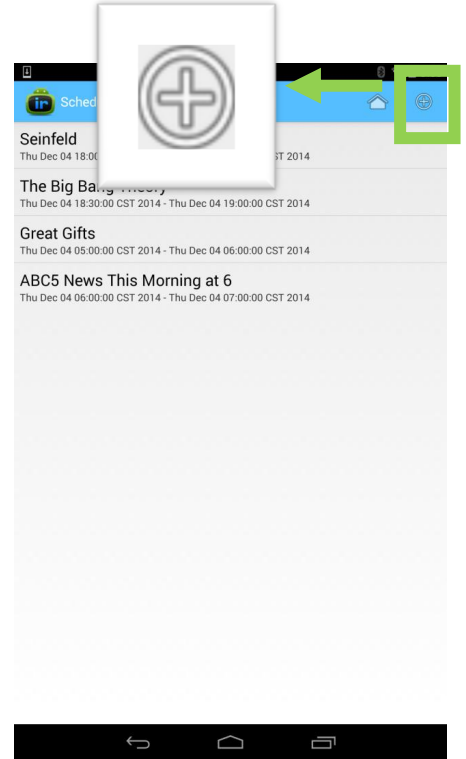 ir
Sched
Seinfeld
Thu Dec 04 18:00 ST 2014
The Big Bang Theory
Thu Dec 04 18:30:00 CST 2014 - Thu Dec 04 19:00:00 CST 2014
Great Gifts
Thu Dec 04 05:00:00 CST 2014 - Thu Dec 04 06:00:00 CST 2014
ABC5 News This Morning at 6
Thu Dec 04 06:00:00 CST 2014 - Thu Dec 04 07:00:00 CST 2014